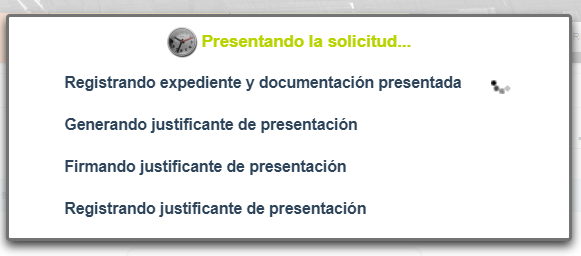 Presentando la solicitud...
Registrando expediente y documentación presentada
Generando justificante de presentación
Firmando justificante de presentación
Registrando justificante de presentación